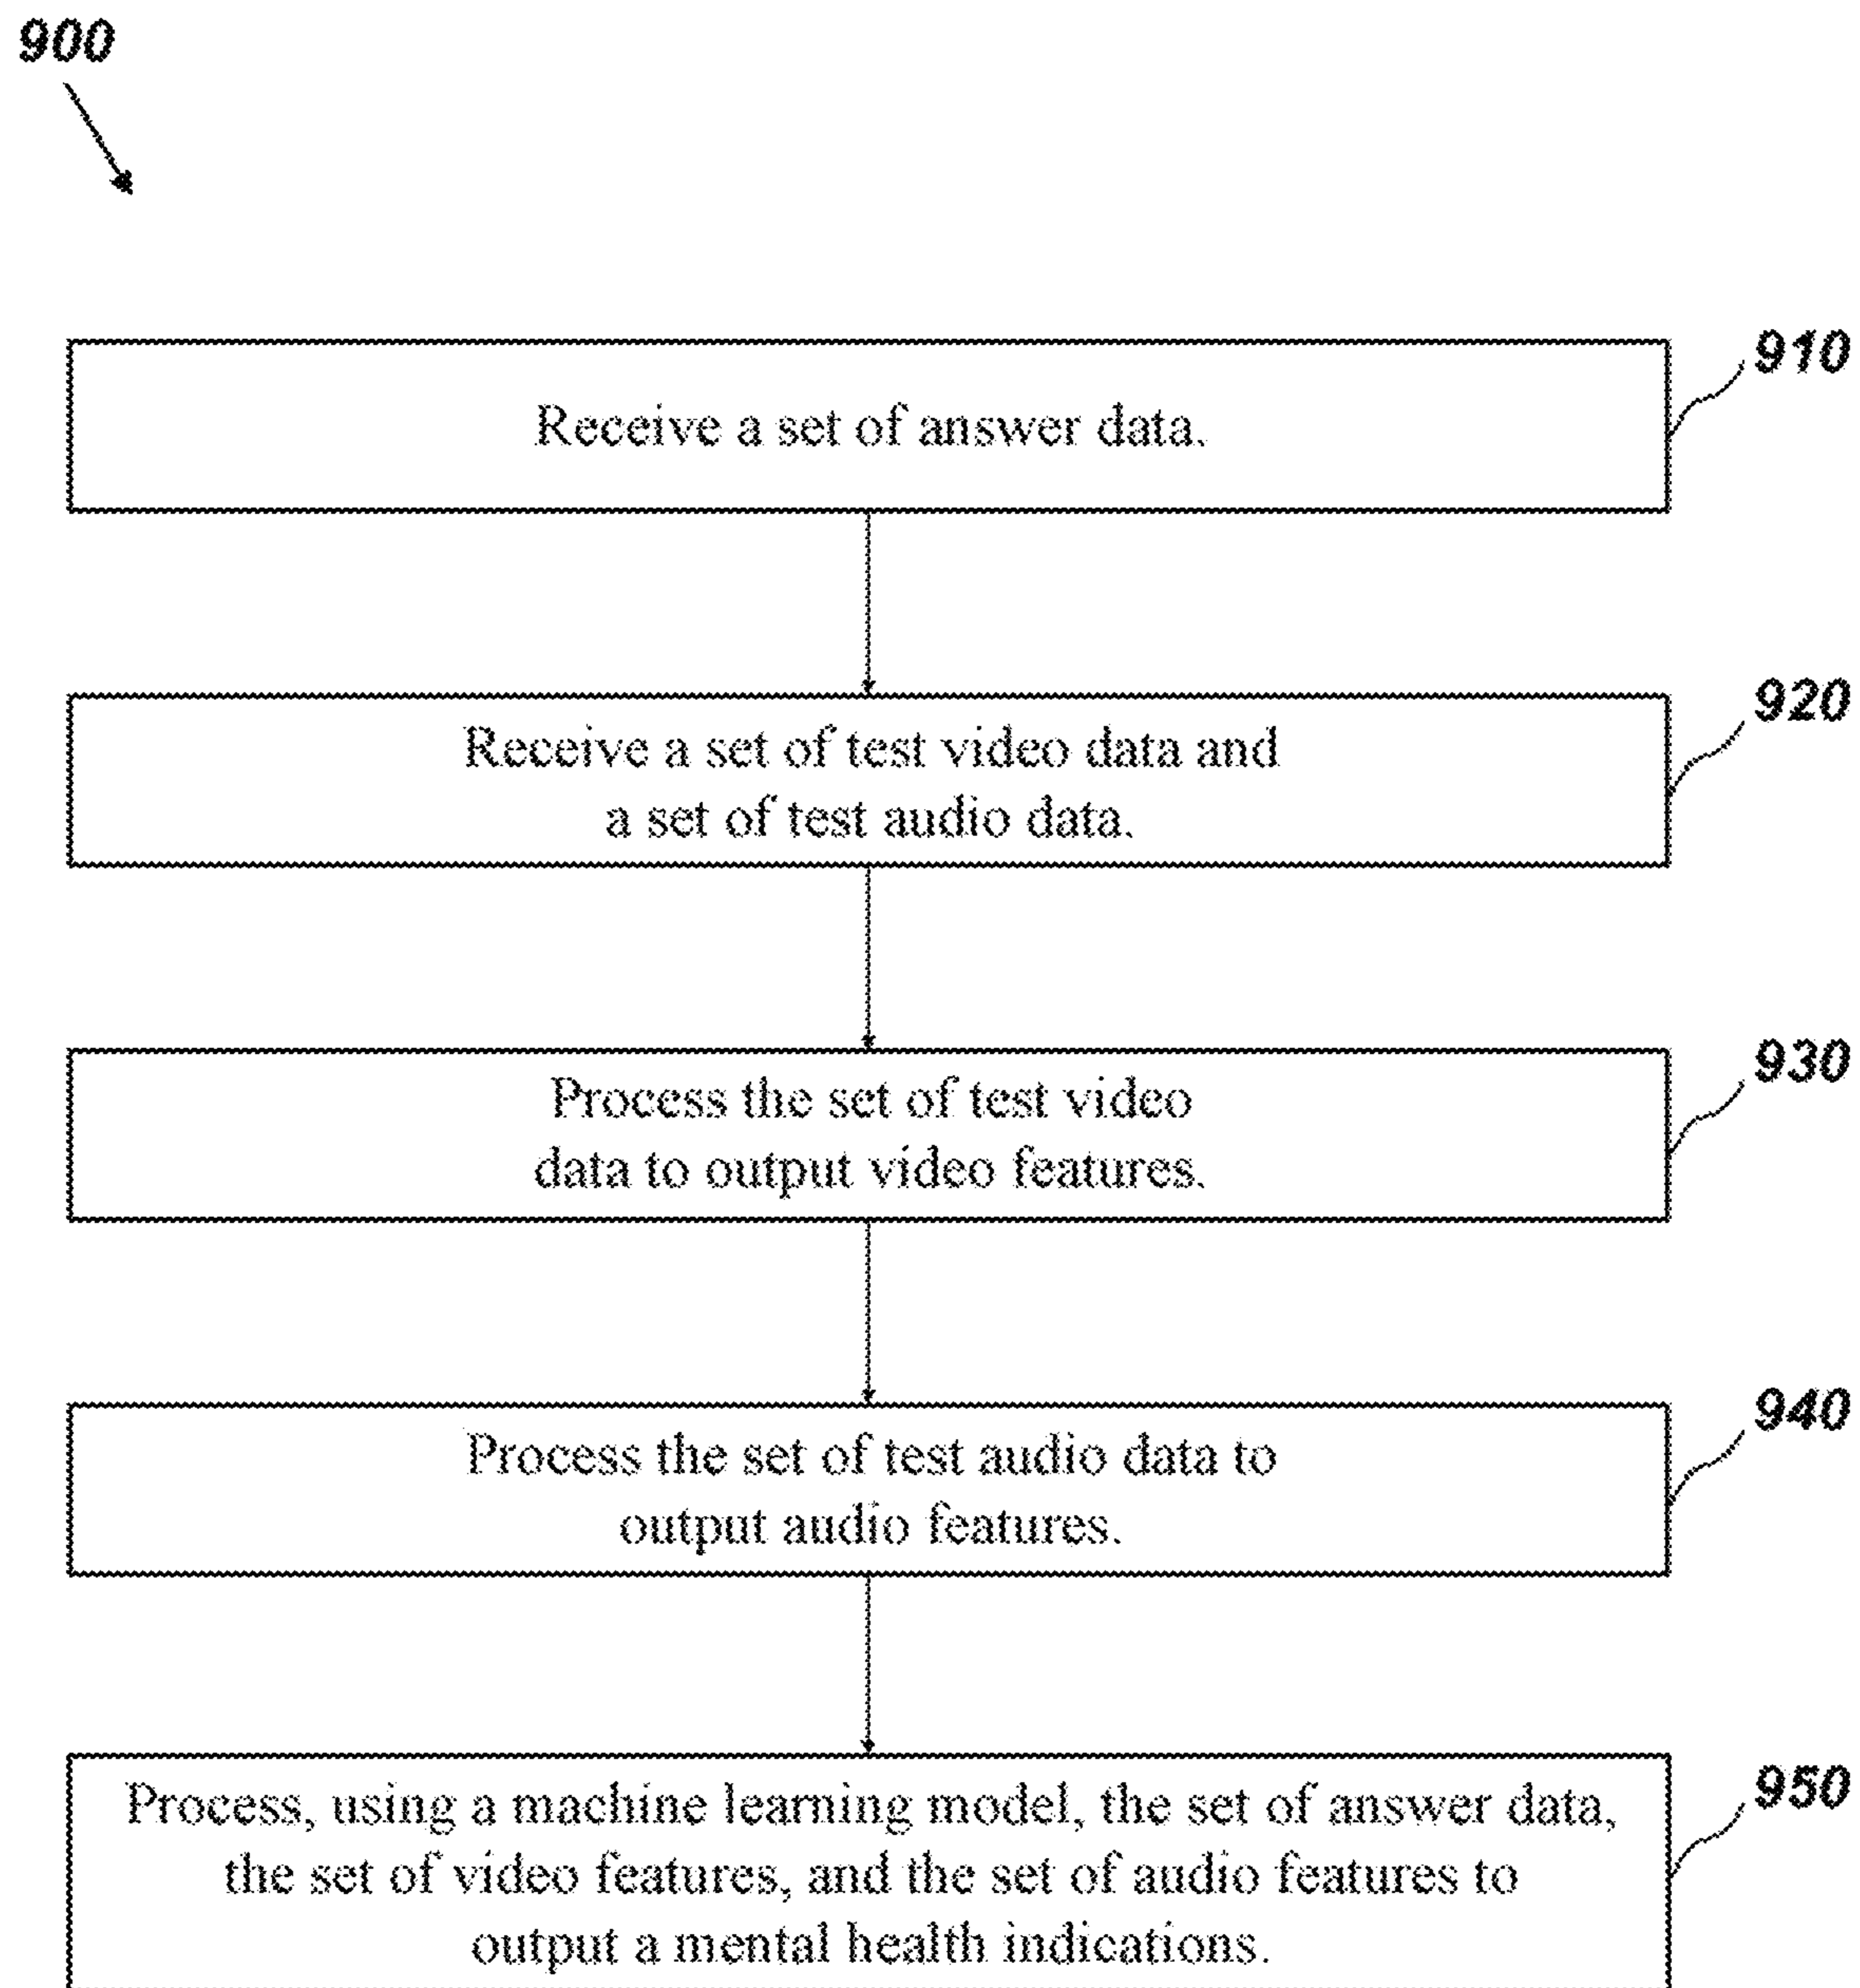 900
910
Receive a set of answer data.
920
Receive a set of test video data and
a set of test audio data.
930
Process the set of test video
data to output video features.
940
Process the set of test audio data to
output audio features.
950
Process, using a machine learning model, the set of answer data,
the set of video features, and the set of audio features to
output a mental health indications.